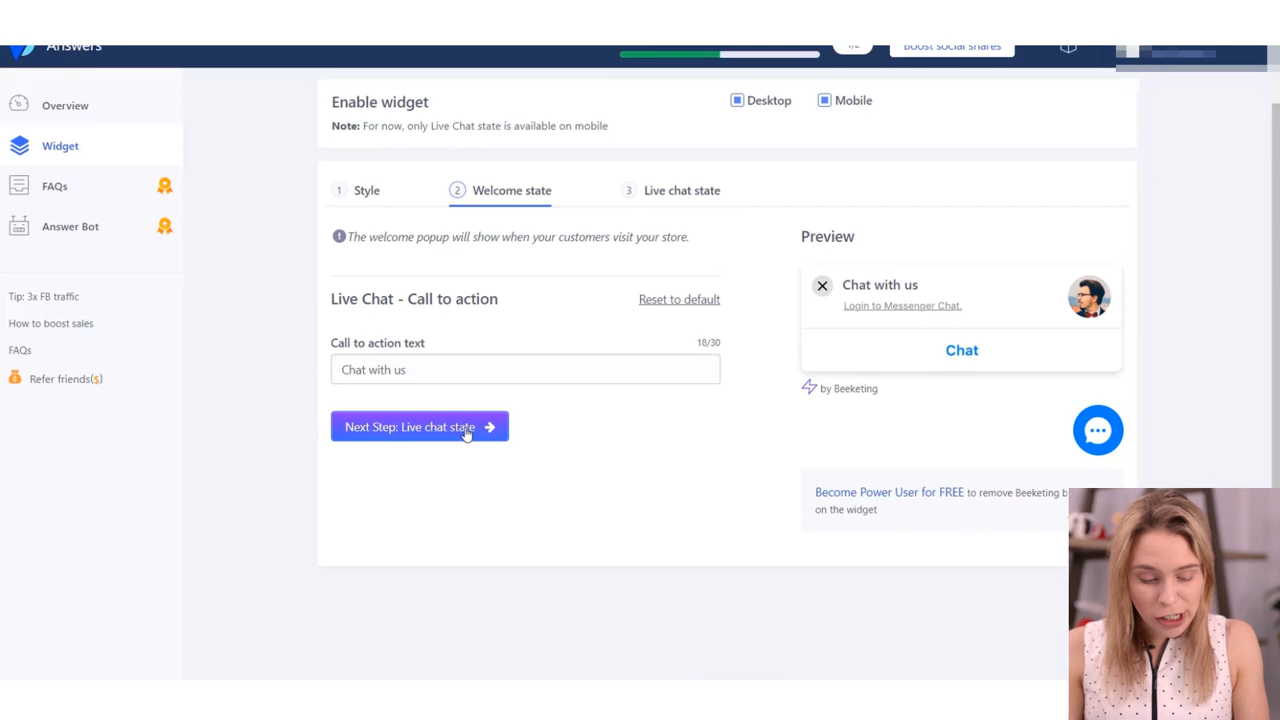 Answers
1/2
Boost social shares
Overview
Widget
FAQs
Answer Bot
Tip: 3x FB traffic
How to boost sales
FAQs
Refer friends($)
Enable widget
Desktop
Mobile
Note: For now, only Live Chat state is available on mobile
1 Style
2 Welcome state
3 Live chat state
The welcome popup will show when your customers visit your store.
Live Chat - Call to action
Reset to default
Call to action text
18/30
Chat with us
Next Step: Live chat state
Preview
Chat with us
Login to Messenger Chat.
Chat
by Beeketing
Become Power User for FREE to remove Beeketing
on the widget